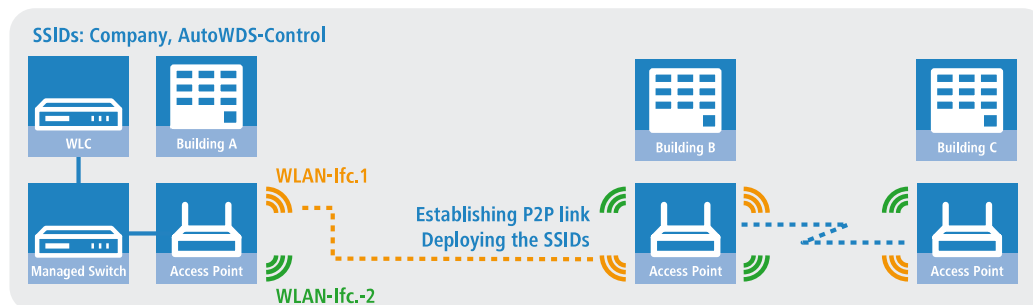 SSIDs: Company, AutoWDS-Control
WLC
Building A
Building B
Building C
WLAN-Ifc.1
Establishing P2P link
Deploying the SSIDs
Managed Switch
Access Point
Access Point
Access Point
WLAN-Ifc.-2